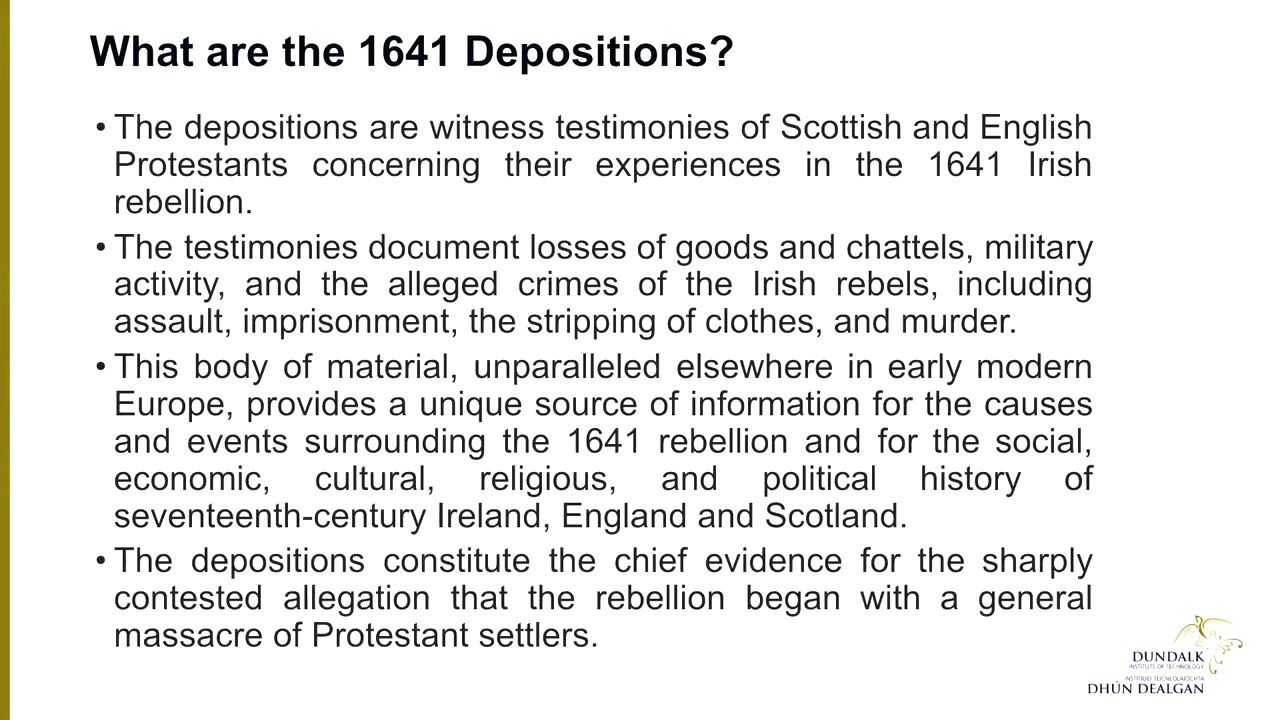 What are the 1641 Depositions?
• The depositions are witness testimonies of Scottish and English
Protestants concerning their experiences in the 1641 Irish
rebellion.
• The testimonies document losses of goods and chattels, military
activity, and the alleged crimes of the Irish rebels, including
assault, imprisonment, the stripping of clothes, and murder.
• This body of material, unparalleled elsewhere in early modern
Europe, provides a unique source of information for the causes
and events surrounding the 1641 rebellion and for the social,
economic, cultural, religious, and political history of
seventeenth-century Ireland, England and Scotland.
• The depositions constitute the chief evidence for the sharply
contested allegation that the rebellion began with a general
massacre of Protestant settlers.
DUNDALK
INSTITUTE OF TECHNOLOGY
INSTITIÚID TEICNEOLAÍOCHTA
DHÚN DEALGAN